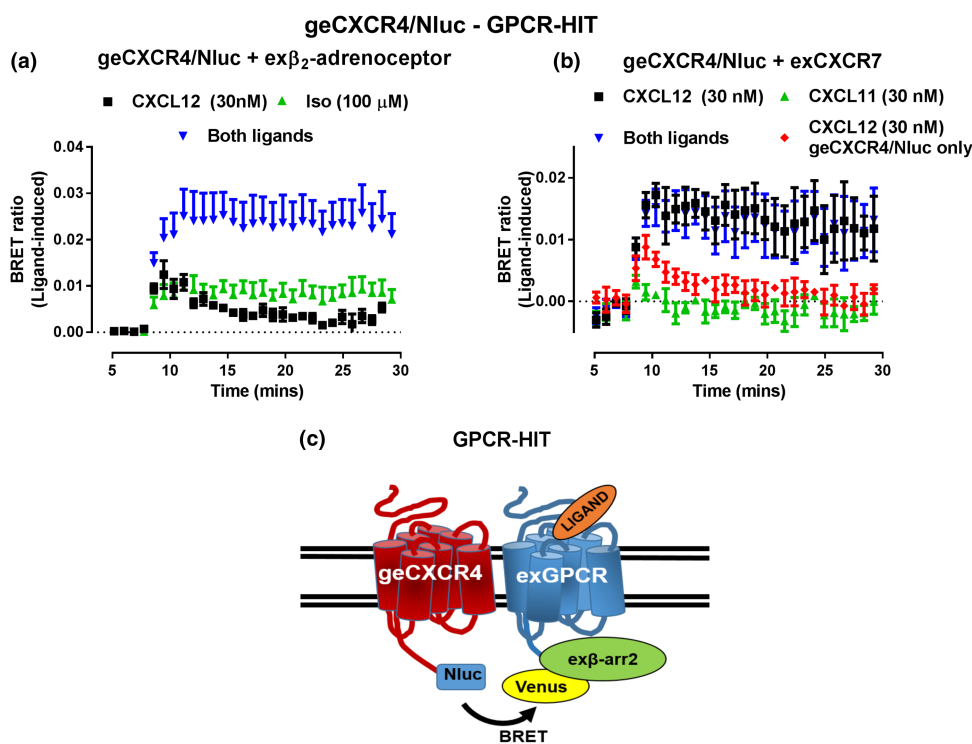 geCXCR4/Nluc - GPCR-HIT
(a)
geCXCR4/Nluc + exβ₂-adrenoceptor
CXCL12 (30nM)
Iso (100 μM)
Both ligands
BRET ratio
(Ligand-induced)
0.04
0.03
0.02
0.01
0.00
5 10 15 20 25 30
Time (mins)
(b)
geCXCR4/Nluc + exCXCR7
CXCL12 (30 nM)
CXCL11 (30 nM)
Both ligands
CXCL12 (30 nM)
geCXCR4/Nluc only
BRET ratio
(Ligand-induced)
0.02
0.01
0.00
5 10 15 20 25 30
Time (mins)
(c)
GPCR-HIT
LIGAND
geCXCR4
exGPCR
exβ-arr2
Nluc
Venus
BRET